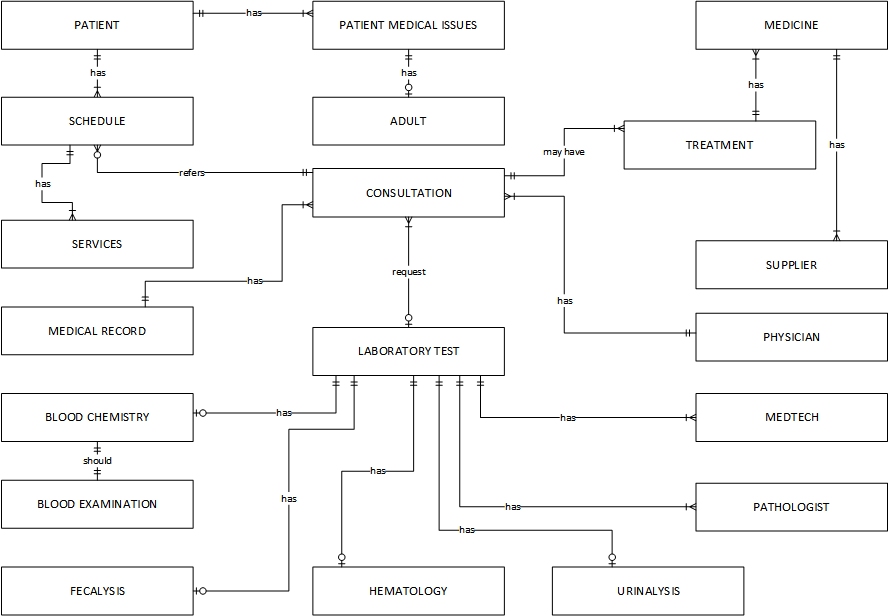 PATIENT
has
PATIENT MEDICAL ISSUES
MEDICINE
has
has
has
SCHEDULE
ADULT
TREATMENT
may have
has
has
refers
CONSULTATION
SERVICES
SUPPLIER
request
has
has
MEDICAL RECORD
PHYSICIAN
LABORATORY TEST
BLOOD CHEMISTRY
has
has
MEDTECH
should
has
BLOOD EXAMINATION
has
has
PATHOLOGIST
has
FECALYSIS
HEMATOLOGY
URINALYSIS